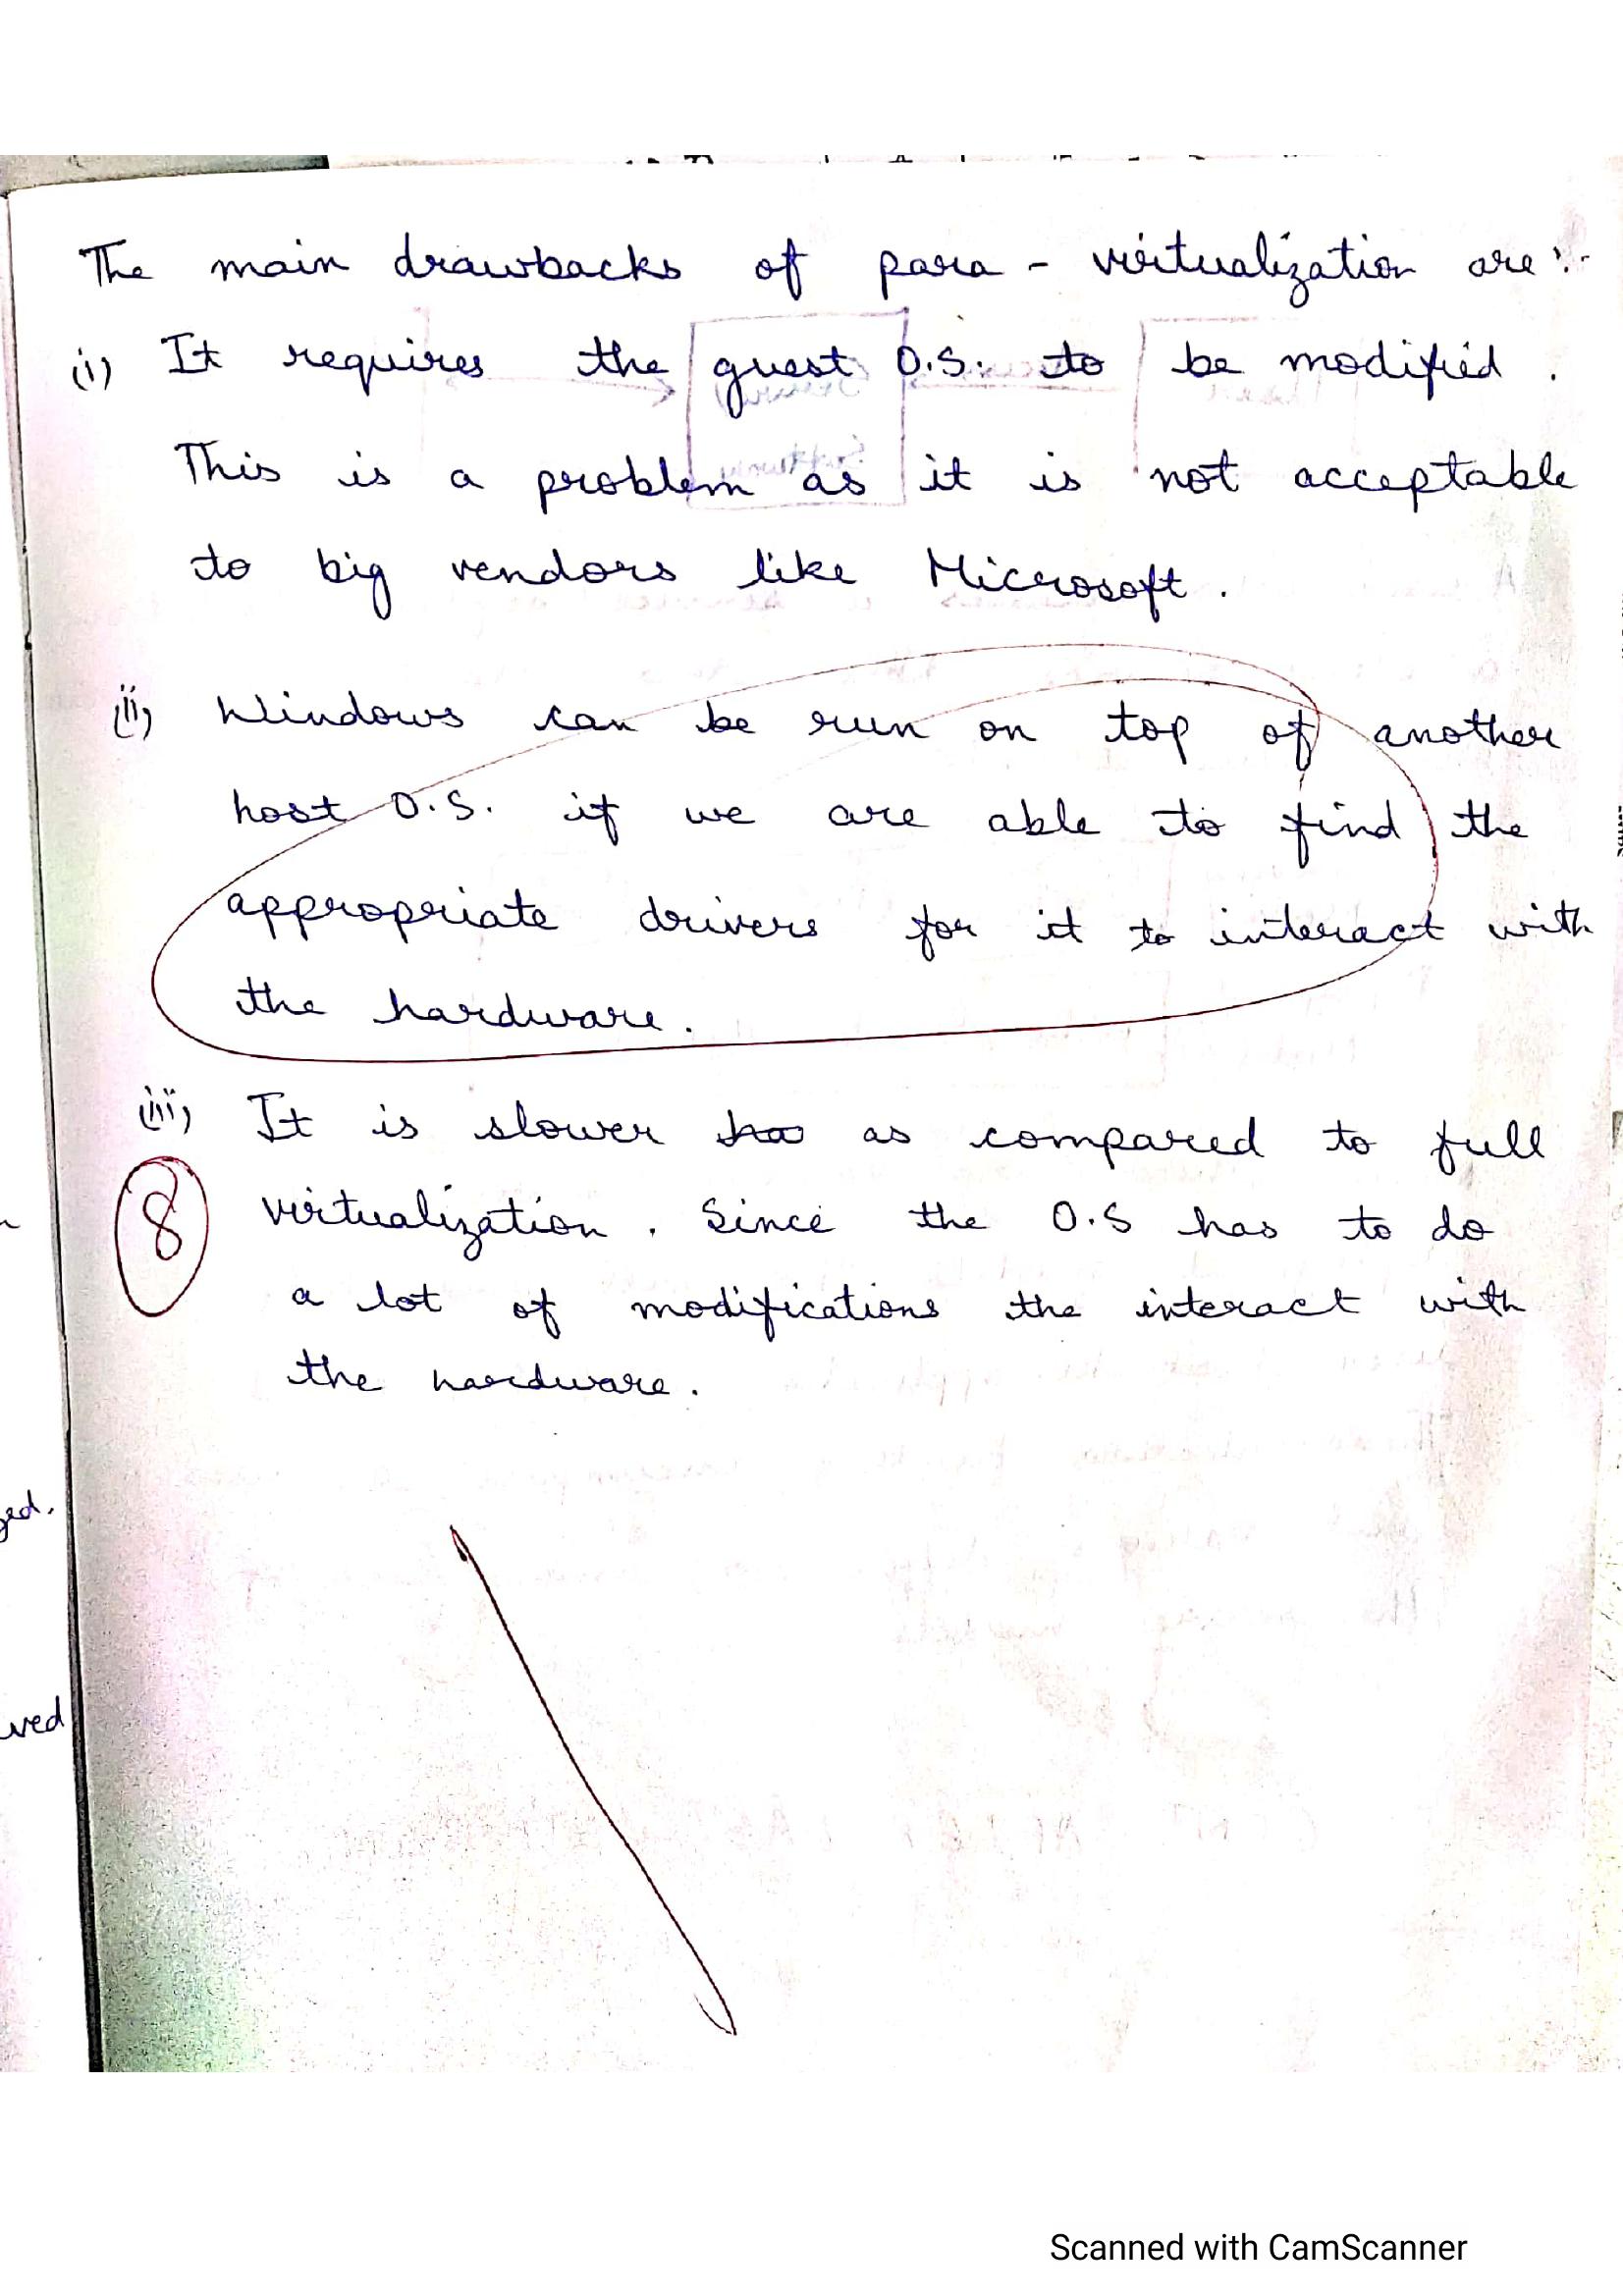 The main drawbacks of para - virtualization are :-
(i) It requires the guest O.S. to be modified .
This is a problem as it is not acceptable
to big vendors like Microsoft .
(ii) Windows can be run on top of another
host O.S. if we are able to find the
appropriate drivers for it to interact with
the hardware .
(iii) It is slower as compared to full
8
virtualization . Since the O.S has to do
a lot of modifications the interact with
the hardware .
ved
Scanned with CamScanner